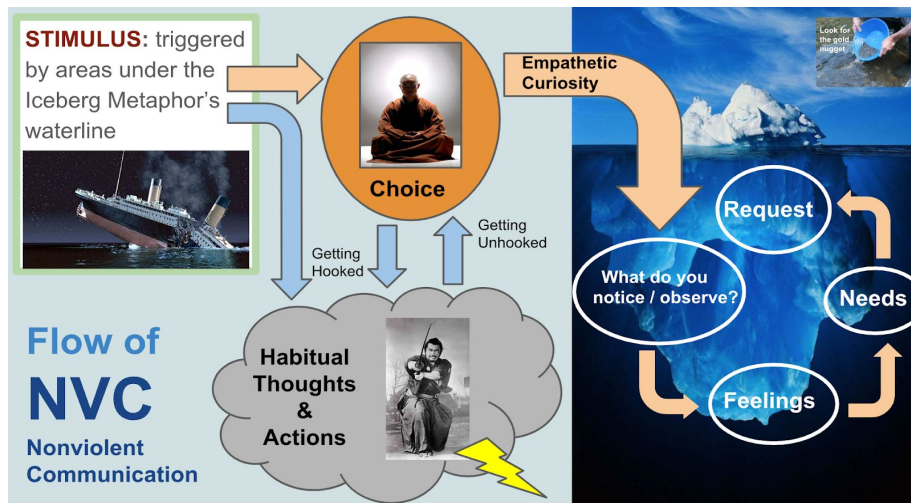 STIMULUS: triggered
by areas under the
Iceberg Metaphor's
waterline
Choice
Empathetic
Curiosity
Look for
the gold
nugget
Getting
Hooked
Getting
Unhooked
Habitual
Thoughts
&
Actions
Flow of
NVC
Nonviolent
Communication
What do you
notice / observe?
Feelings
Needs
Request